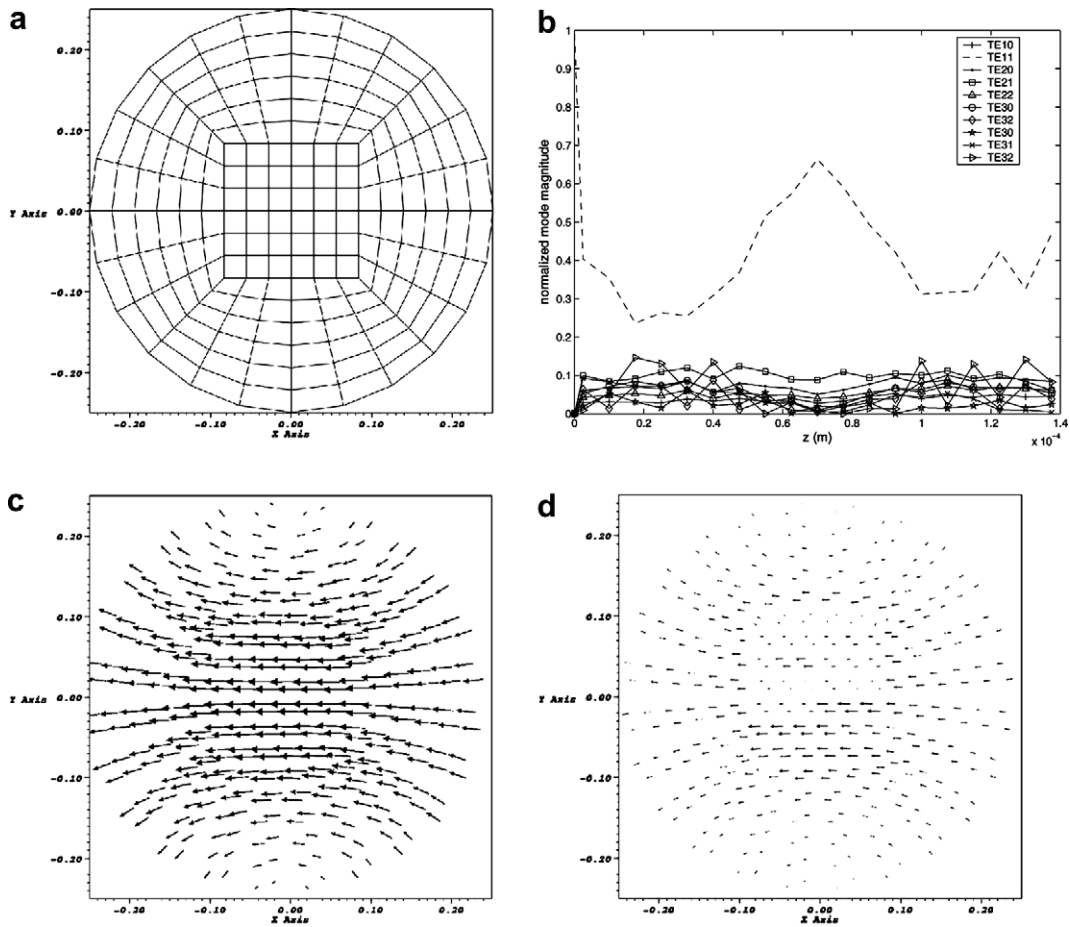 a
0.20
0.10
Y Axis 0.00
-0.10
-0.20
-0.20 -0.10 0.00 0.10 0.20
X Axis
b
1
0.9
0.8
0.7
0.6
0.5
0.4
0.3
0.2
0.1
0
normalized mode magnitude
TE10
TE11
TE20
TE21
TE22
TE30
TE32
TE30
TE31
TE32
0 0.2 0.4 0.6 0.8 1 1.2 1.4
z (m)
x 10-4
c
0.20
0.10
Y Axis 0.00
-0.10
-0.20
-0.20 -0.10 0.00 0.10 0.20
X Axis
d
0.20
0.10
Y Axis 0.00
-0.10
-0.20
-0.20 -0.10 0.00 0.10 0.20
X Axis